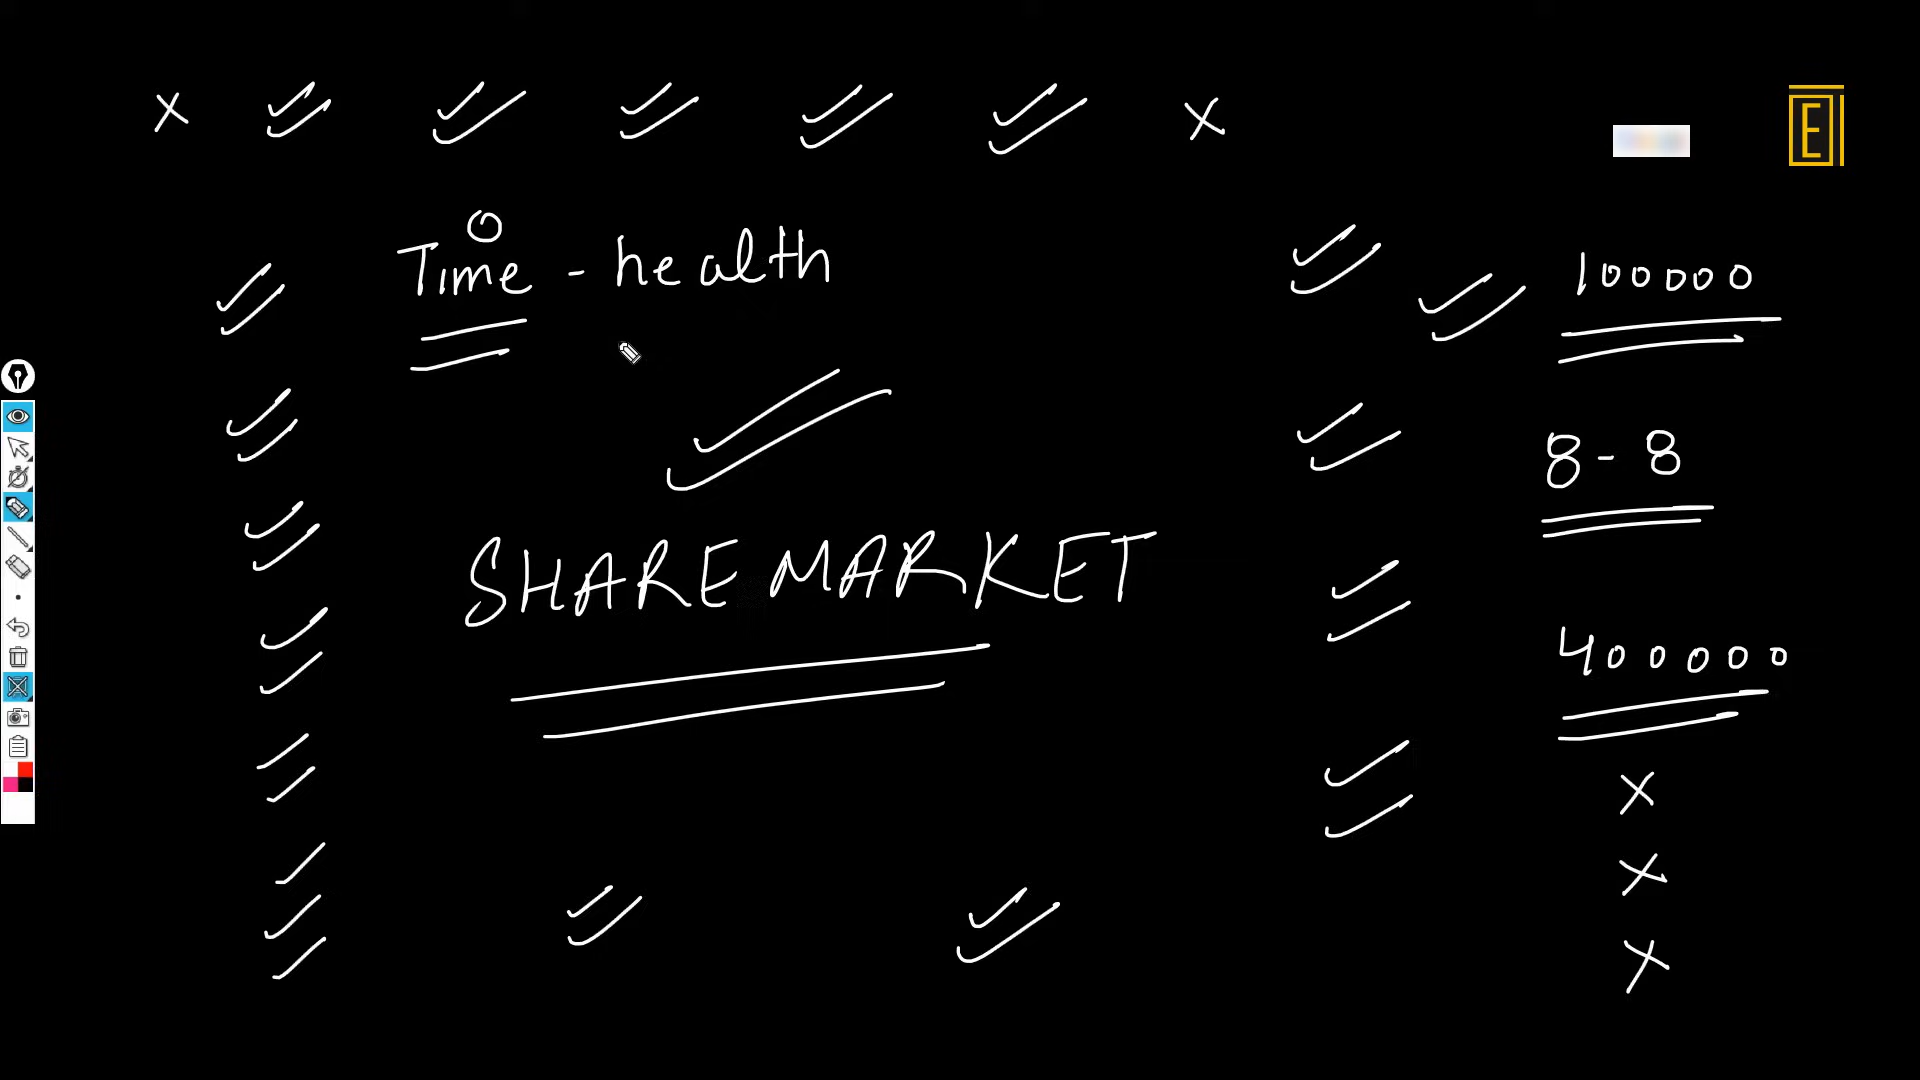 E
Time - health
100000
8 - 8
SHARE MARKET
400000